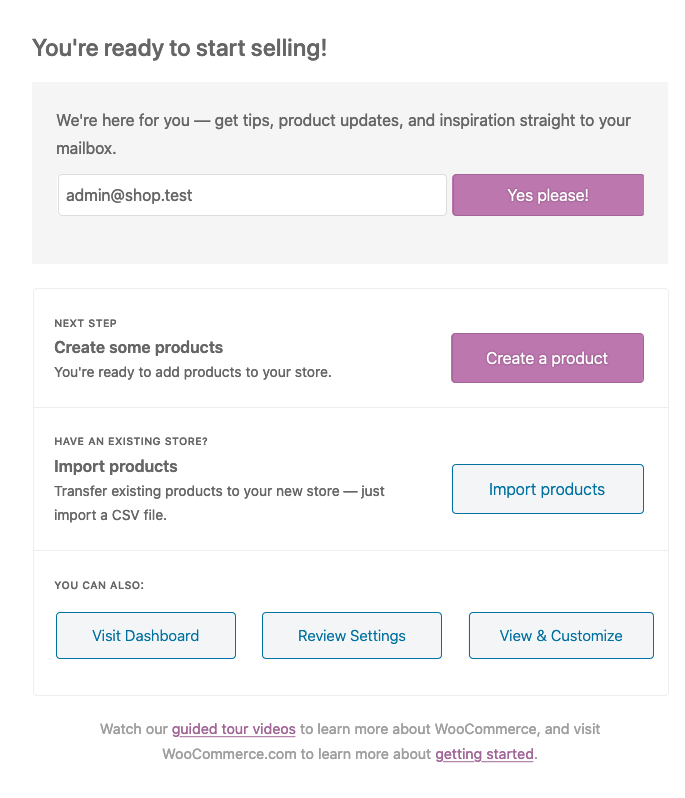 You're ready to start selling!
We're here for you — get tips, product updates, and inspiration straight to your
mailbox.
admin@shop.test
Yes please!
NEXT STEP
Create some products
You're ready to add products to your store.
Create a product
HAVE AN EXISTING STORE?
Import products
Transfer existing products to your new store — just
import a CSV file.
Import products
YOU CAN ALSO:
Visit Dashboard
Review Settings
View & Customize
Watch our guided tour videos to learn more about WooCommerce, and visit
WooCommerce.com to learn more about getting started.